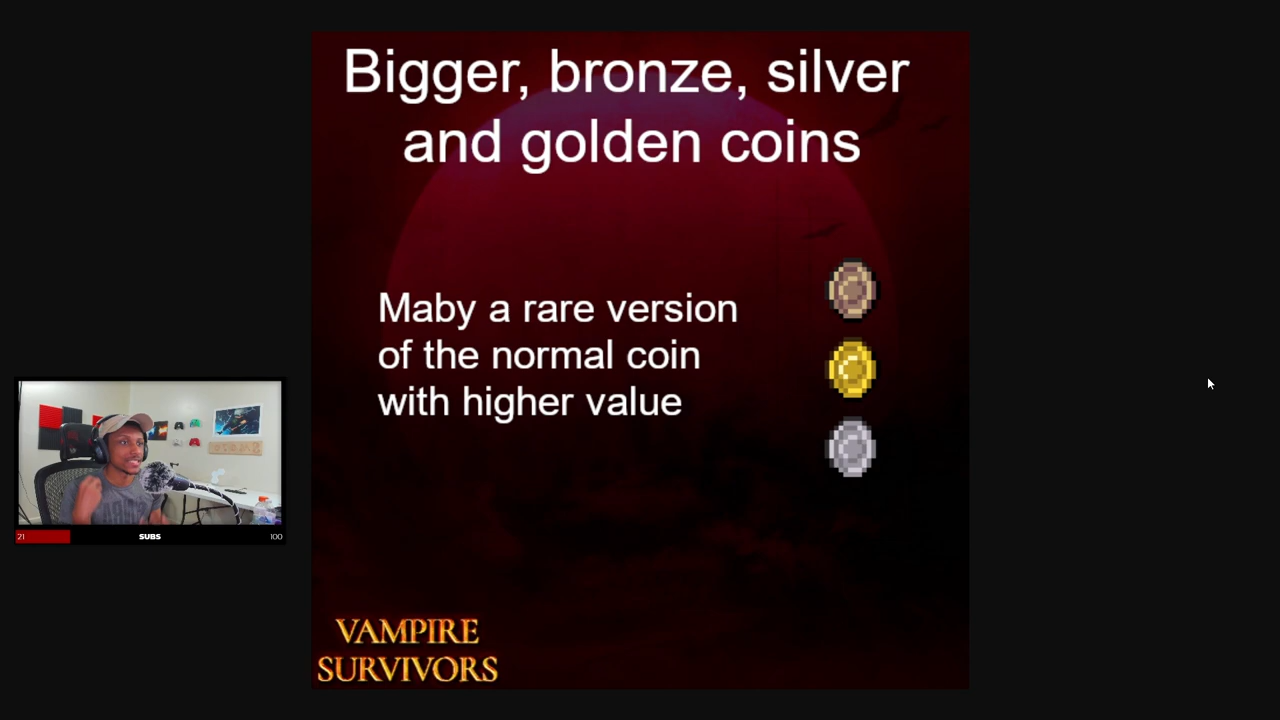 Bigger, bronze, silver
and golden coins
Maby a rare version
of the normal coin
with higher value
21 SUBS 100
VAMPIRE
SURVIVORS